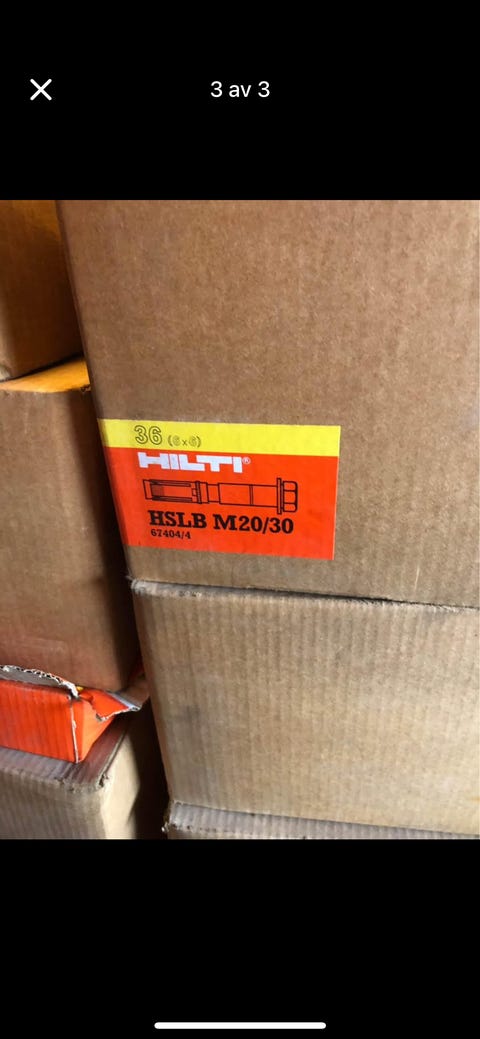 3 av 3
36 (6x6)
HILTI®
HSLB M20/30
67404/4